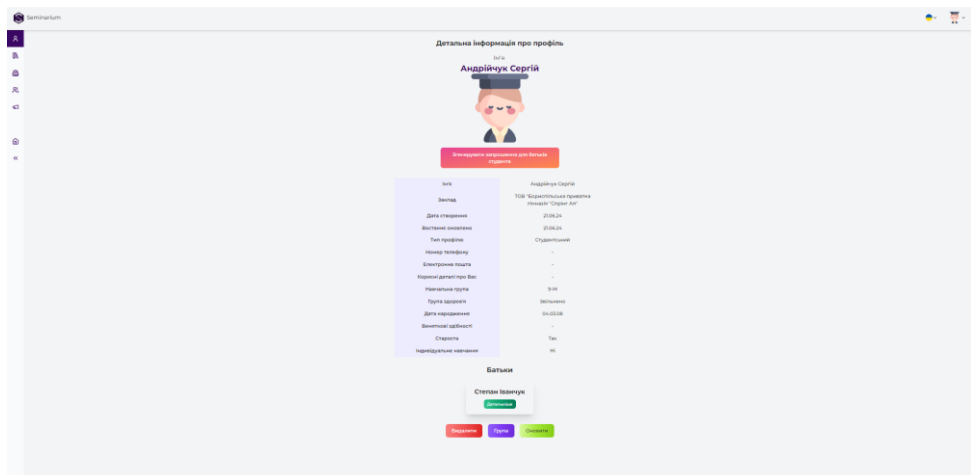 Seminarium
Детальна інформація про профіль
Ім'я
Андрійчук Сергій
Згенерувати запрошення для батьків
студента
Ім'я Андрійчук Сергій
Заклад ТОВ "Бориспільська приватна
гімназія "Спрінг Ап"
Дата створення 21.06.24
Востаннє оновлено 21.06.24
Тип профілю Студентський
Номер телефону -
Електронна пошта -
Корисні деталі про Вас -
Навчальна група 9-М
Група здоров'я Звільнено
Дата народження 04.03.08
Виняткові здібності -
Староста Так
Індивідуальне навчання Ні
Батьки
Степан Іванчук
Детальніше
Видалити Група Оновити